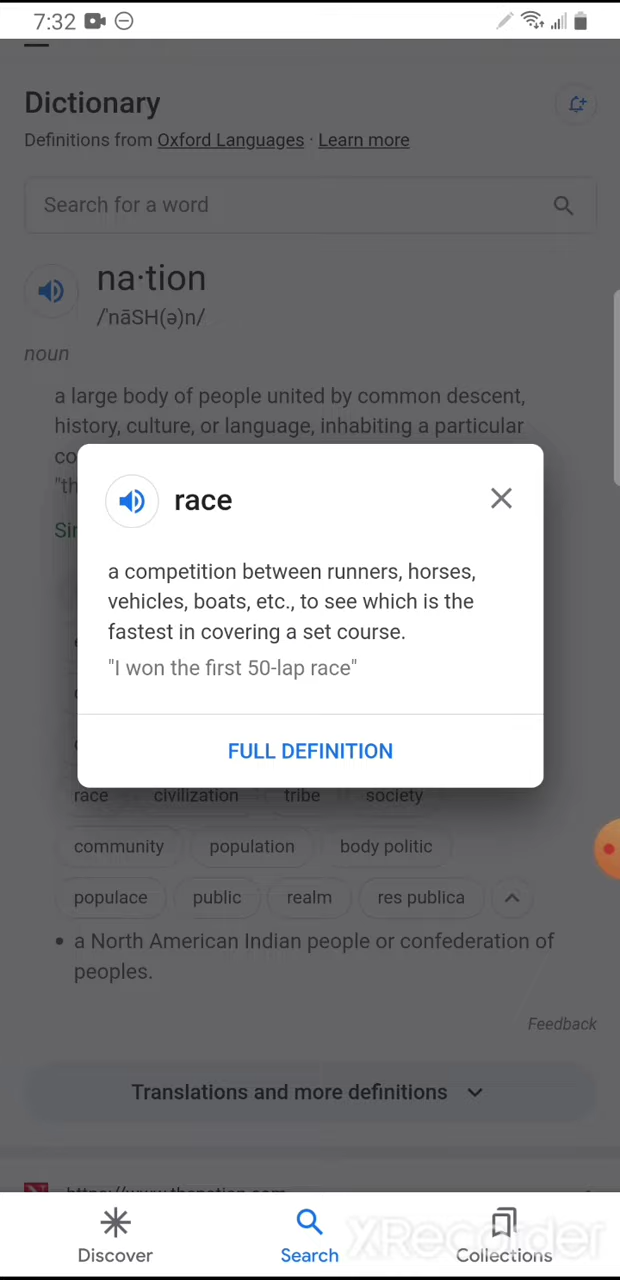 7:32
Dictionary
Definitions from Oxford Languages · Learn more
Search for a word
na·tion
/ˈnāSH(ə)n/
noun
a large body of people united by common descent,
history, culture, or language, inhabiting a particular
co
"th
race
a competition between runners, horses,
vehicles, boats, etc., to see which is the
fastest in covering a set course.
"I won the first 50-lap race"
FULL DEFINITION
race civilization tribe society
community population body politic
populace public realm res publica
• a North American Indian people or confederation of
peoples.
Feedback
Translations and more definitions
Discover Search Collections
XRecorder